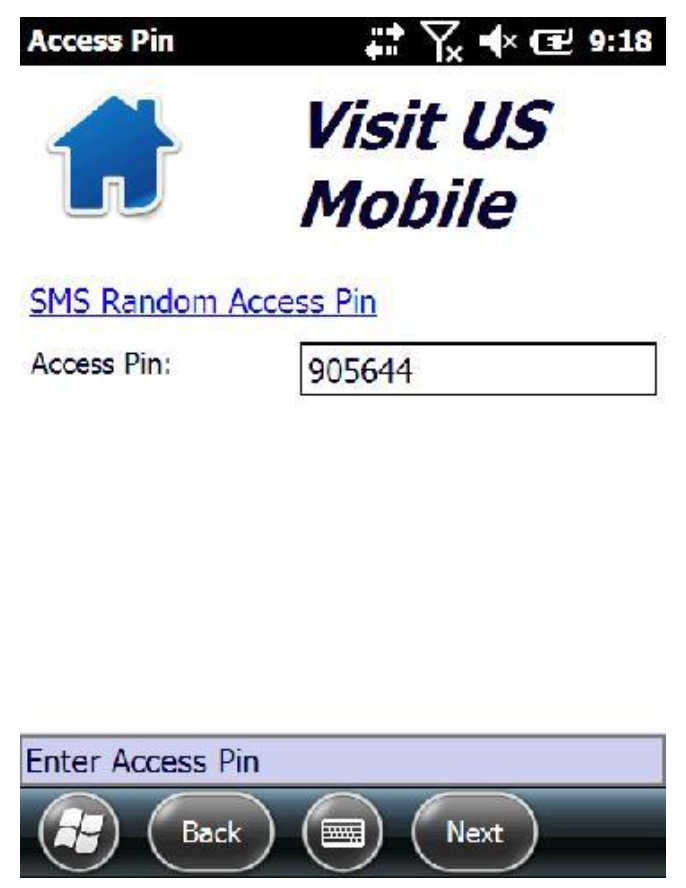 Access Pin 9:18
Visit US
Mobile
SMS Random Access Pin
Access Pin: 905644
Enter Access Pin
Back Next